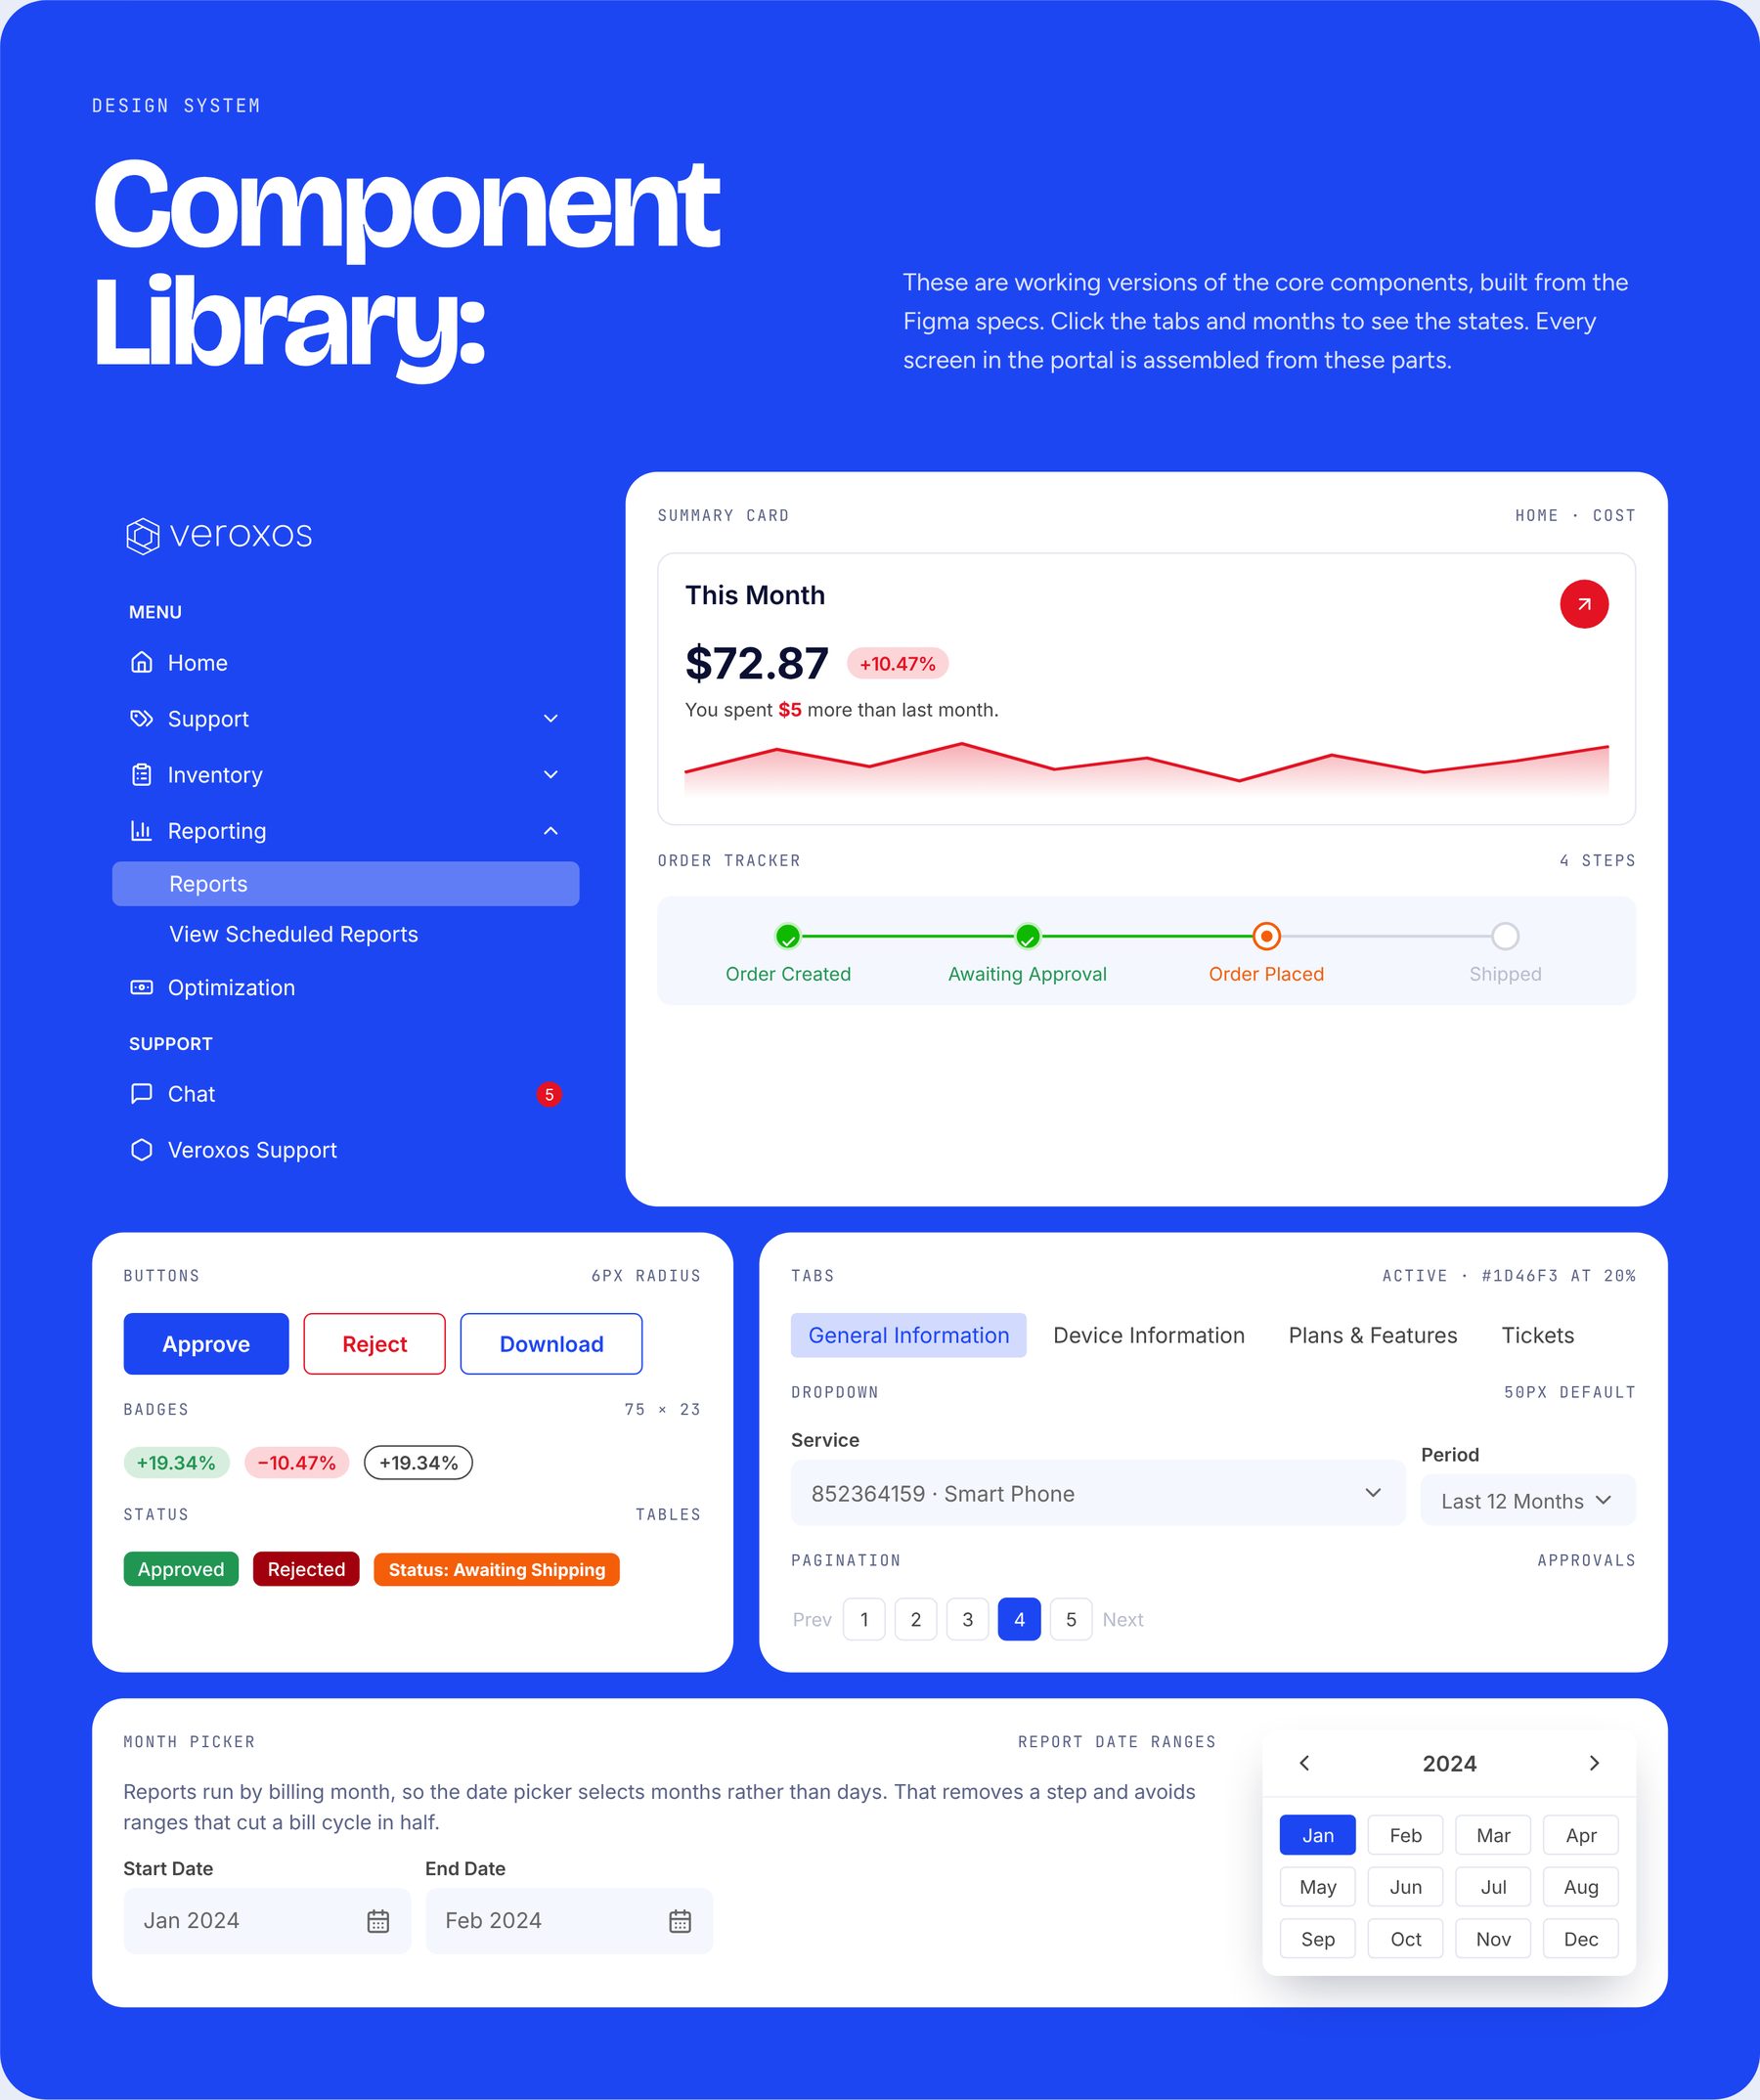 DESIGN SYSTEM
Component
Library:
These are working versions of the core components, built from the
Figma specs. Click the tabs and months to see the states. Every
screen in the portal is assembled from these parts.
veroxos
MENU
Home
Support
Inventory
Reporting
Reports
View Scheduled Reports
Optimization
SUPPORT
Chat 5
Veroxos Support
SUMMARY CARD HOME · COST
This Month
$72.87 +10.47%
You spent $5 more than last month.
ORDER TRACKER 4 STEPS
Order Created Awaiting Approval Order Placed Shipped
BUTTONS 6PX RADIUS
Approve Reject Download
BADGES 75 × 23
+19.34% −10.47% +19.34%
STATUS TABLES
Approved Rejected Status: Awaiting Shipping
TABS ACTIVE · #1D46F3 AT 20%
General Information Device Information Plans & Features Tickets
DROPDOWN 50PX DEFAULT
Service Period
852364159 · Smart Phone Last 12 Months
PAGINATION APPROVALS
Prev 1 2 3 4 5 Next
MONTH PICKER REPORT DATE RANGES
Reports run by billing month, so the date picker selects months rather than days. That removes a step and avoids
ranges that cut a bill cycle in half.
Start Date End Date
Jan 2024 Feb 2024
2024
Jan Feb Mar Apr
May Jun Jul Aug
Sep Oct Nov Dec